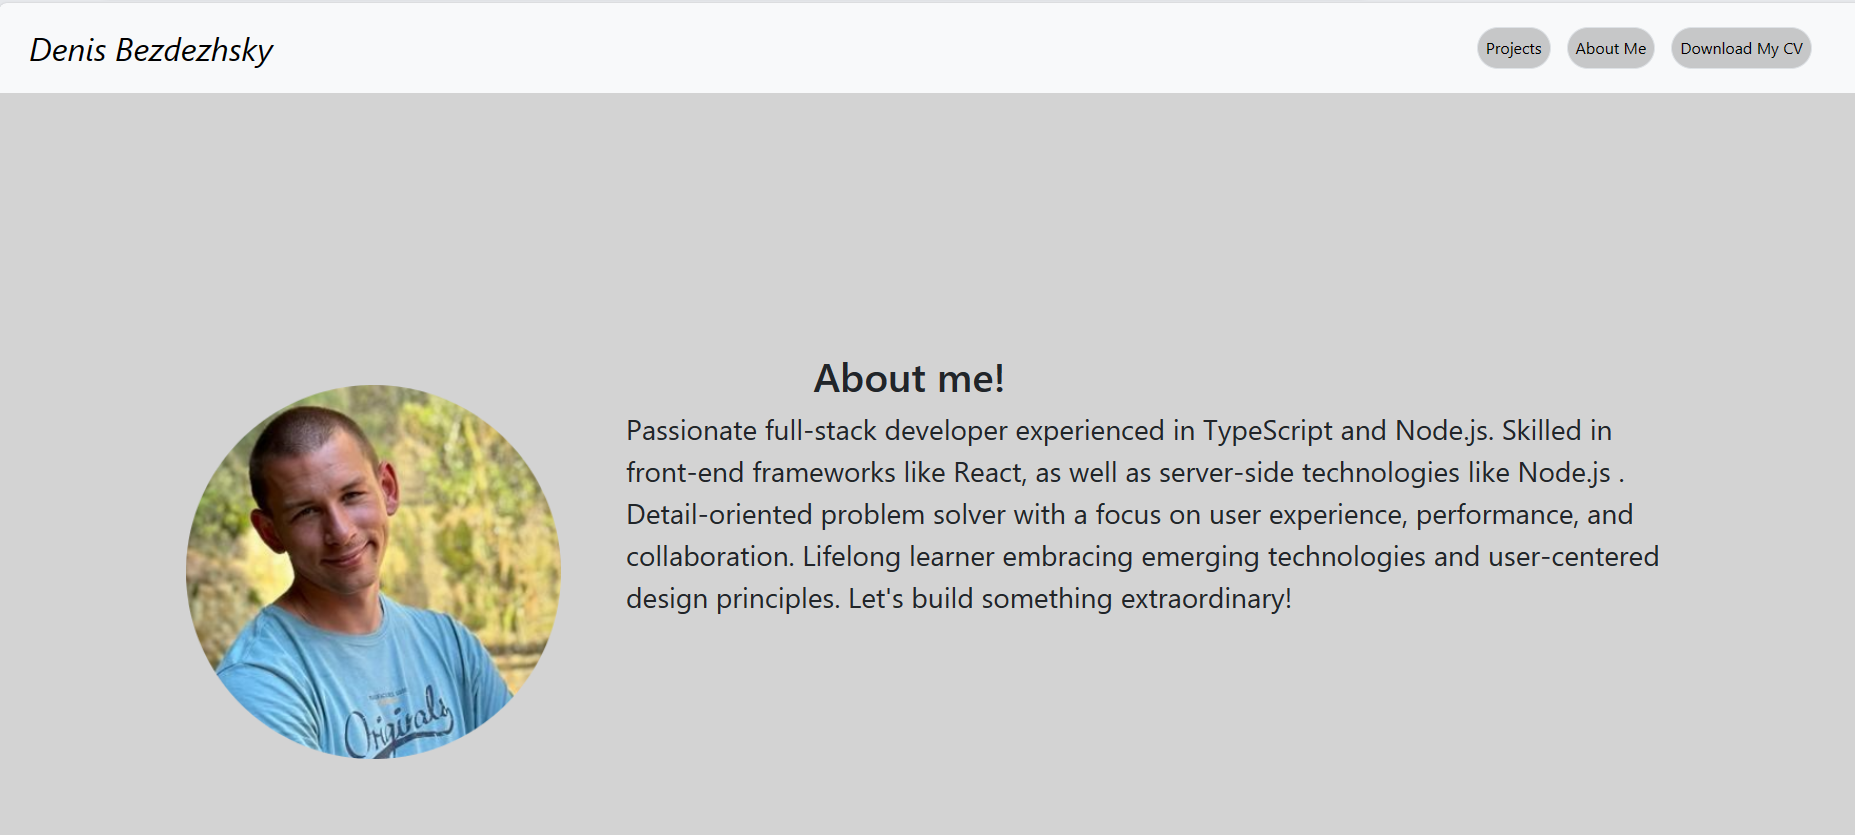 Denis Bezdezhsky
Projects
About Me
Download My CV
About me!
Passionate full-stack developer experienced in TypeScript and Node.js. Skilled in
front-end frameworks like React, as well as server-side technologies like Node.js .
Detail-oriented problem solver with a focus on user experience, performance, and
collaboration. Lifelong learner embracing emerging technologies and user-centered
design principles. Let's build something extraordinary!
Originals